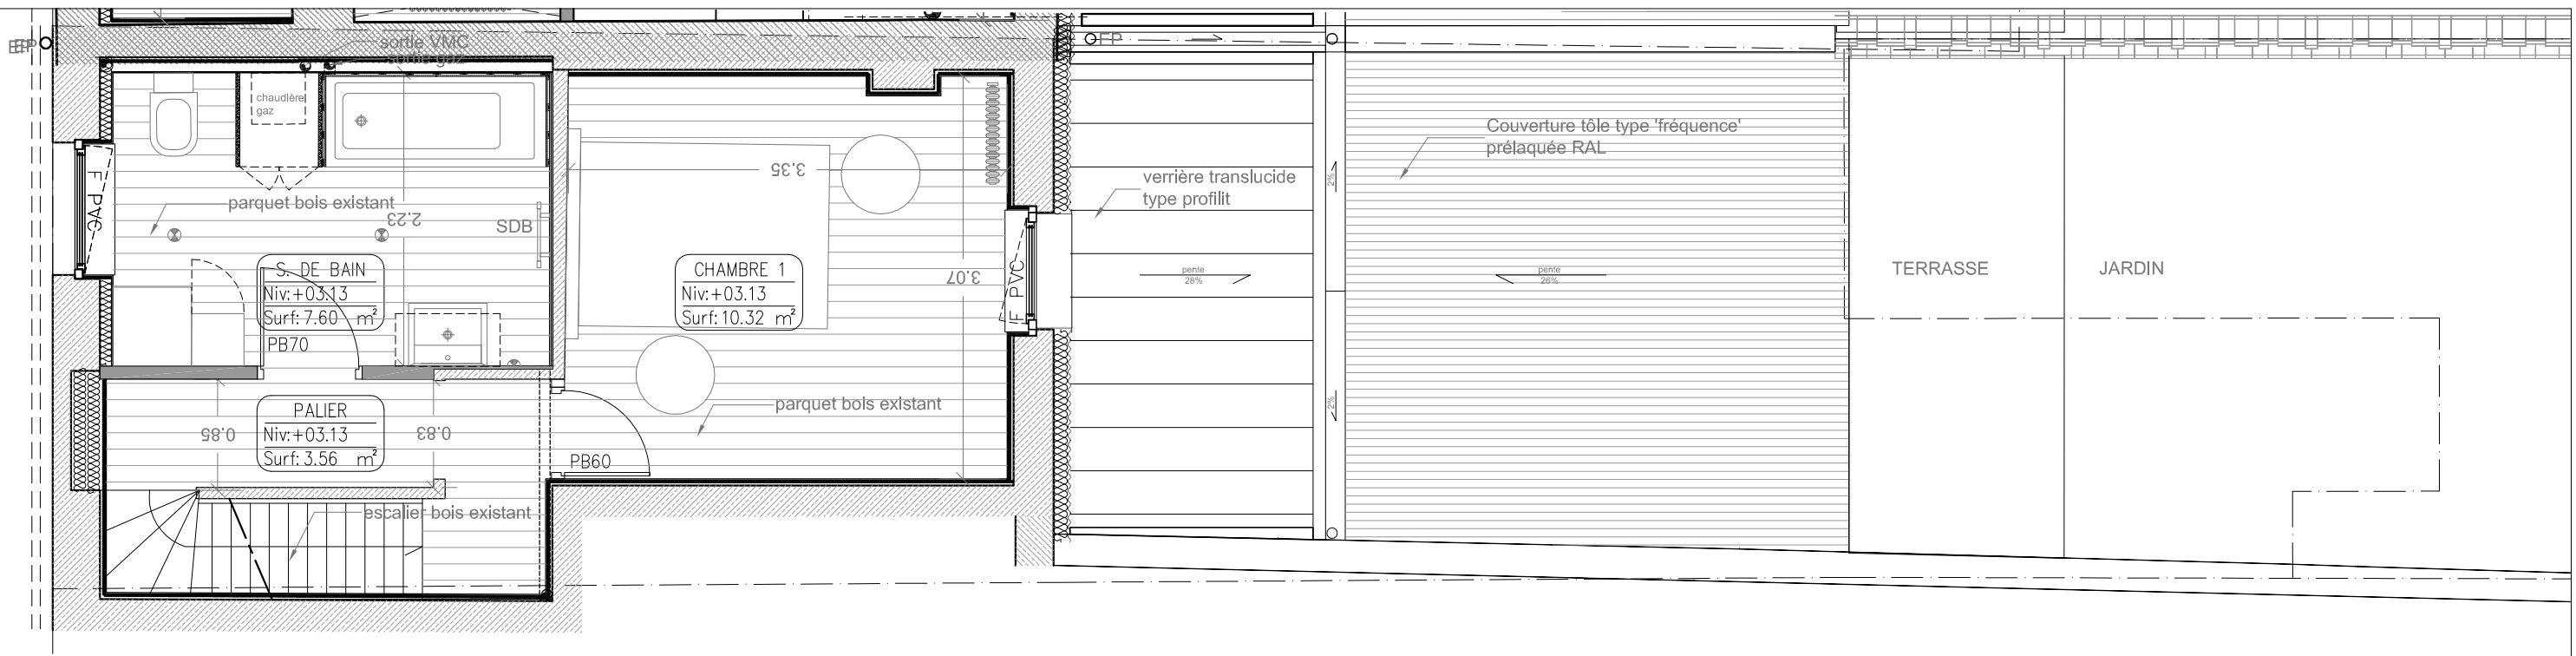 EP
sortie VMC
sortie gaz
EP
chaudière
gaz
Couverture tôle type 'fréquence'
prélaquée RAL
3.35
verrière translucide
type profilit
2%
F PVC
parquet bois existant
2.23
SDB
S. DE BAIN
Niv:+03.13
Surf: 7.60 m²
CHAMBRE 1
Niv:+03.13
Surf: 10.32 m²
3.07
F PVC
pente
28%
pente
26%
TERRASSE
JARDIN
PB70
PALIER
Niv:+03.13
Surf: 3.56 m²
0.85
0.83
parquet bois existant
2%
PB60
escalier bois existant